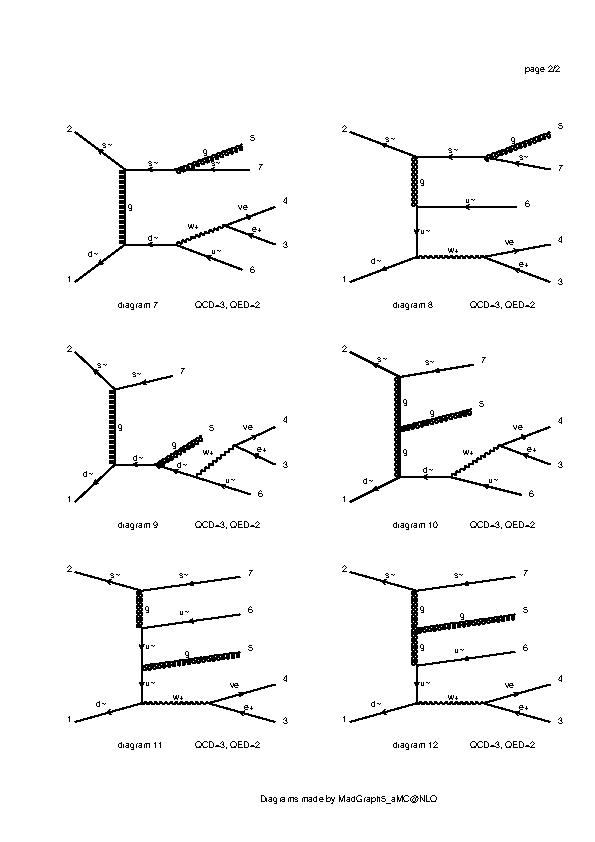 page 2/2
2 s~ g 5
s~ s~ 7
g
ve 4
w+ e+
d~ d~ u~ 3
1 6
diagram 7 QCD=3, QED=2
2 s~ g 5
s~ s~ 7
g
u~ 6
u~
ve 4
d~ w+ e+
1 3
diagram 8 QCD=3, QED=2
2 s~
s~ 7
g
g 5 ve 4
w+ e+
d~ d~ d~ u~ 3
1 6
diagram 9 QCD=3, QED=2
2 s~ s~ 7
g g 5
ve 4
g w+ e+
d~ d~ u~ 3
1 6
diagram 10 QCD=3, QED=2
2 s~ s~ 7
g u~ 6
u~ g 5
u~
ve 4
d~ w+ e+
1 3
diagram 11 QCD=3, QED=2
2 s~ s~ 7
g g 5
g u~ 6
u~
ve 4
d~ w+ e+
1 3
diagram 12 QCD=3, QED=2
Diagrams made by MadGraph5_aMC@NLO